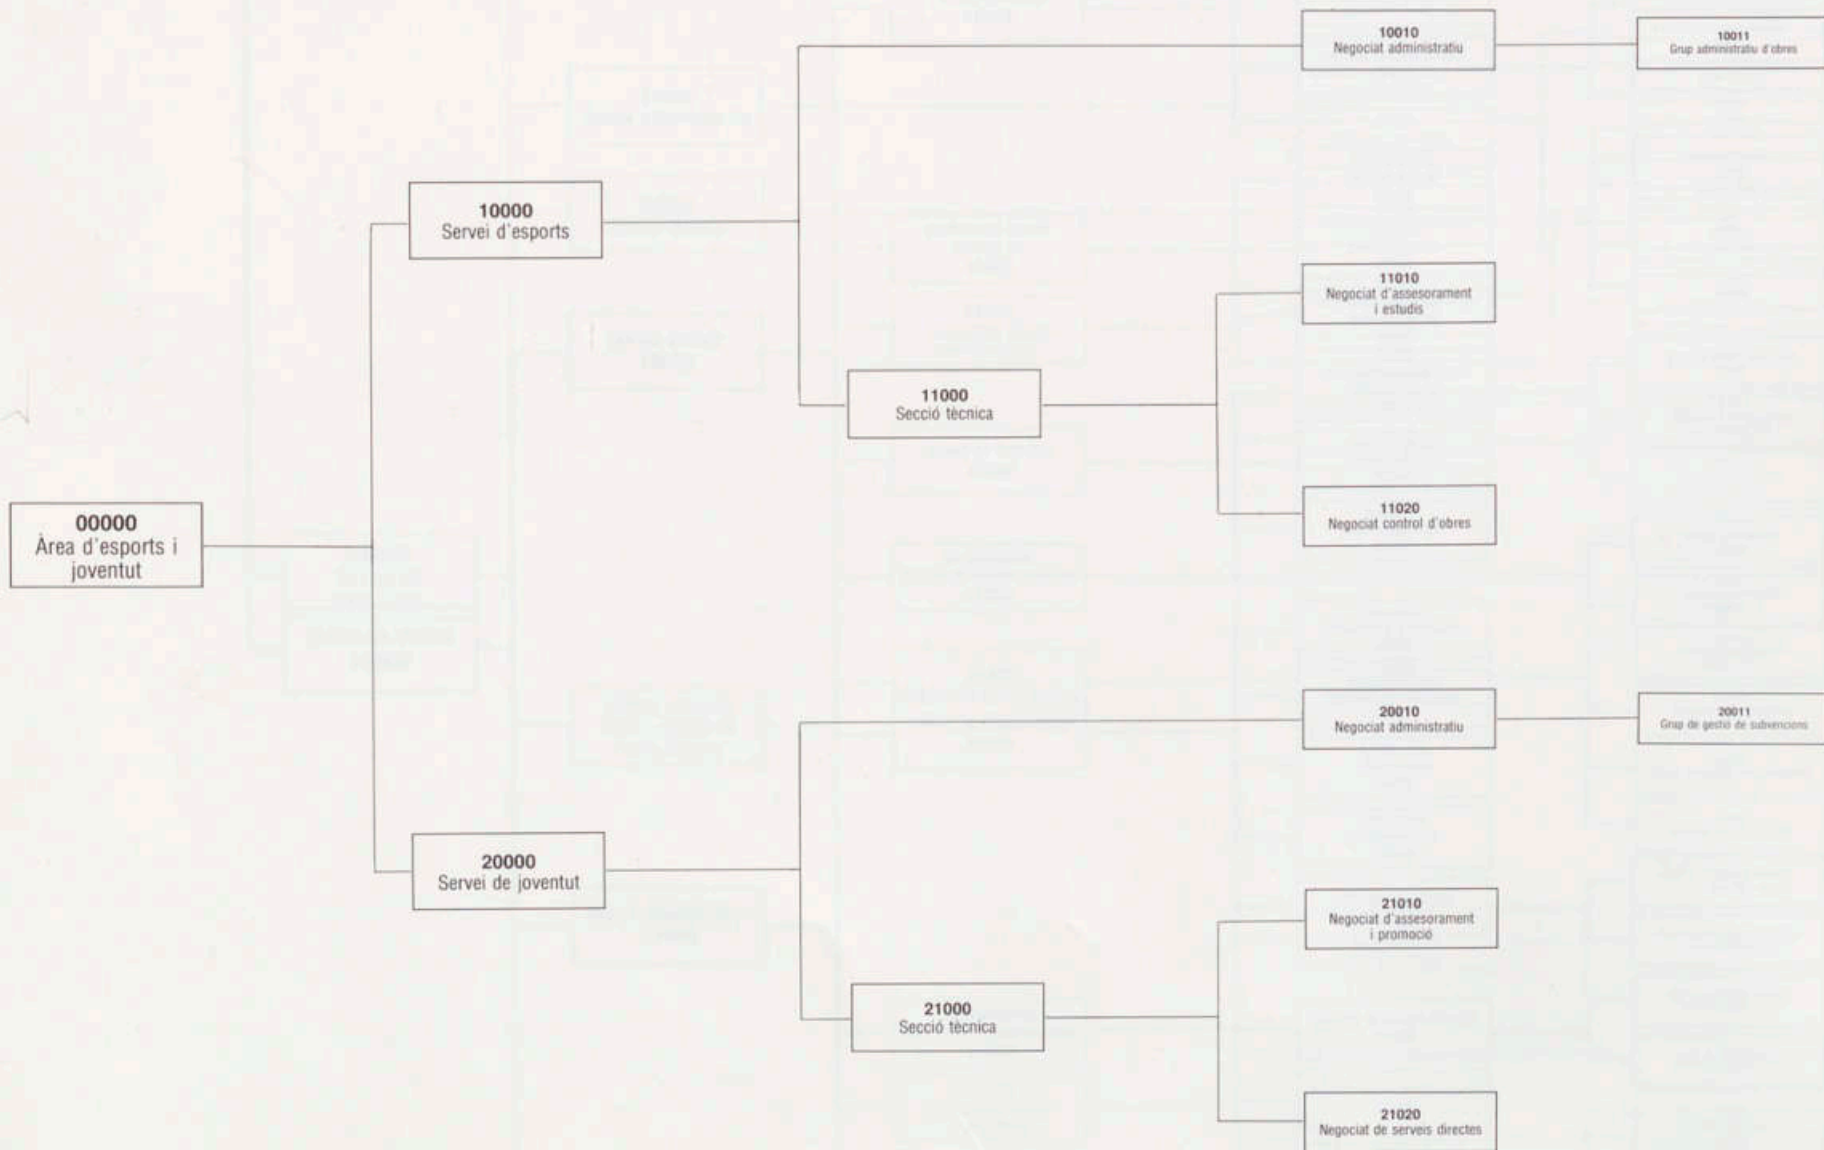 10010
Negociat administratiu
10011
Grup administratiu d'obres
10000
Servei d'esports
11010
Negociat d'assesorament
i estudis
11000
Secció tècnica
11020
Negociat control d'obres
00000
Àrea d'esports i
joventut
20010
Negociat administratiu
20011
Grup de gestió de subvencions
20000
Servei de joventut
21010
Negociat d'assesorament
i promoció
21000
Secció tècnica
21020
Negociat de serveis directes